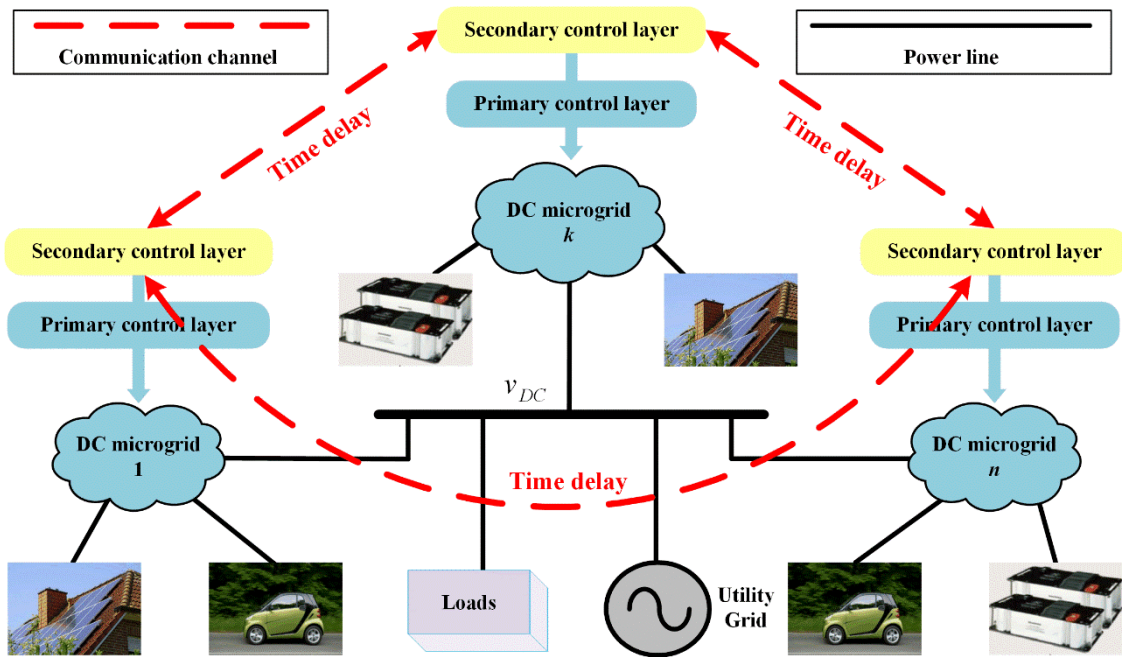 Communication channel
Secondary control layer
Power line
Primary control layer
Time delay
Time delay
DC microgrid
k
Secondary control layer
Secondary control layer
Primary control layer
Primary control layer
v_DC
DC microgrid
1
DC microgrid
n
Time delay
Loads
Utility
Grid